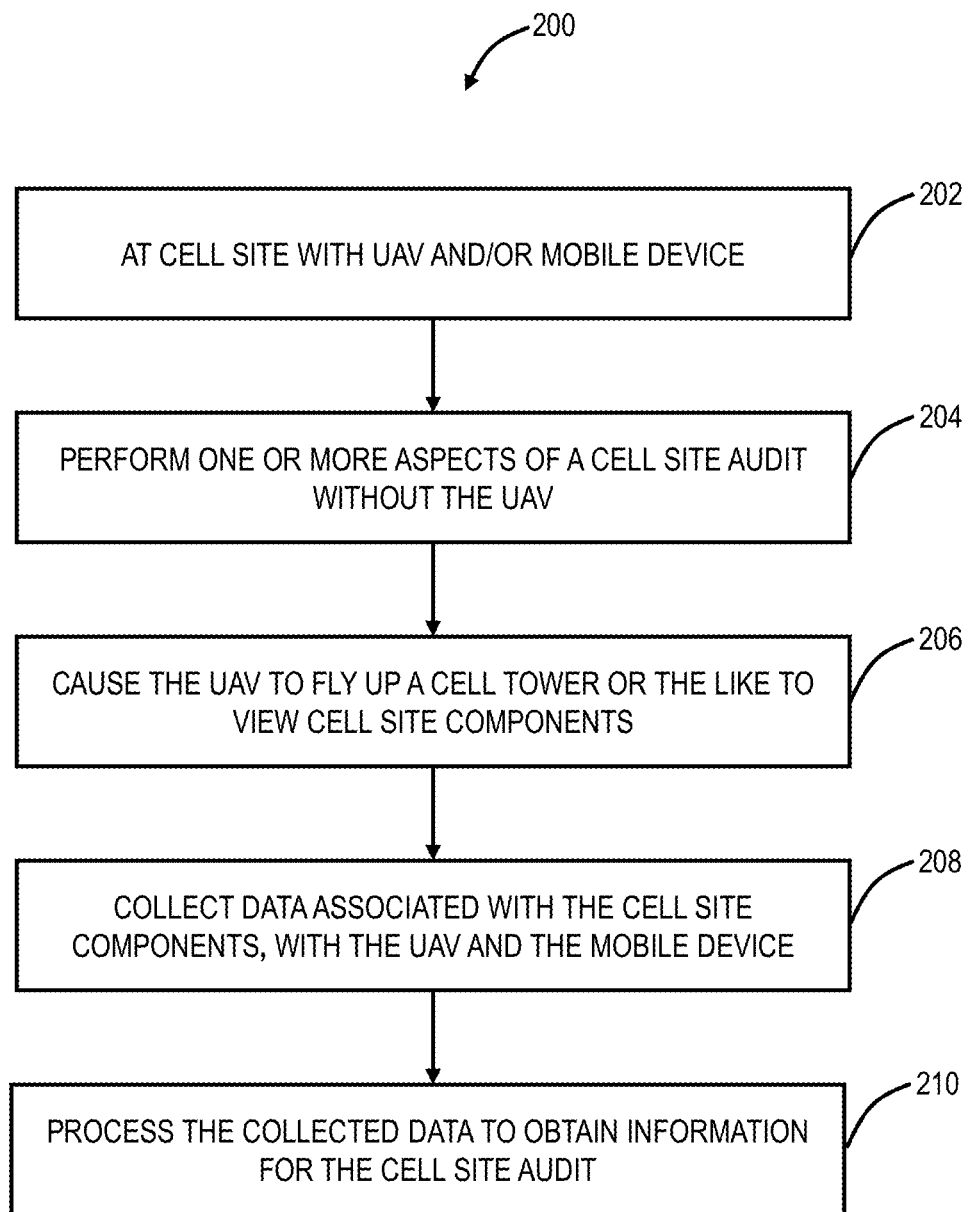 200
202
AT CELL SITE WITH UAV AND/OR MOBILE DEVICE
204
PERFORM ONE OR MORE ASPECTS OF A CELL SITE AUDIT
WITHOUT THE UAV
206
CAUSE THE UAV TO FLY UP A CELL TOWER OR THE LIKE TO
VIEW CELL SITE COMPONENTS
208
COLLECT DATA ASSOCIATED WITH THE CELL SITE
COMPONENTS, WITH THE UAV AND THE MOBILE DEVICE
210
PROCESS THE COLLECTED DATA TO OBTAIN INFORMATION
FOR THE CELL SITE AUDIT